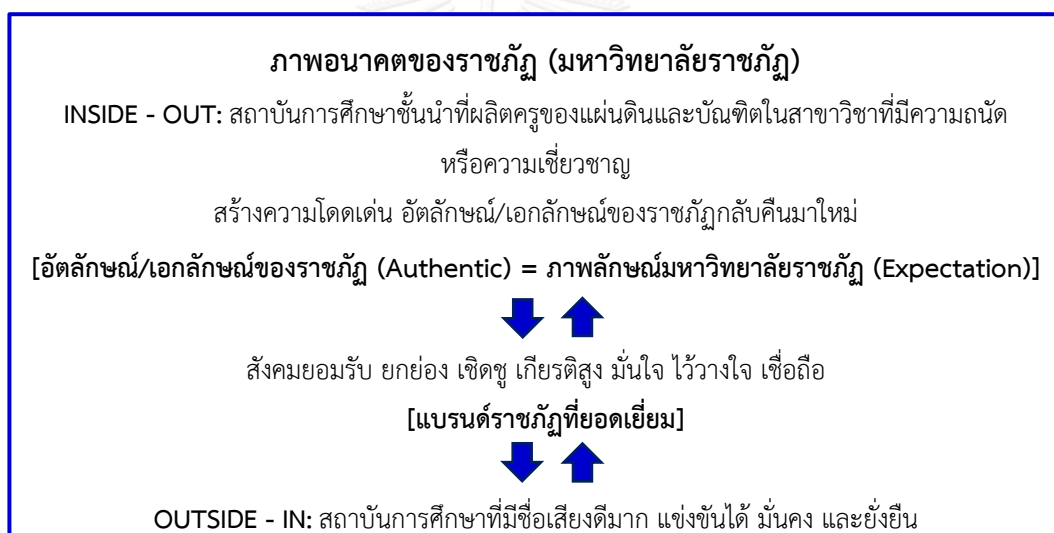 ภาพอนาคตของราชภัฏ (มหาวิทยาลัยราชภัฏ)
INSIDE - OUT: สถาบันการศึกษาชั้นนำที่ผลิตครูของแผ่นดินและบัณฑิตในสาขาวิชาที่มีความถนัด
หรือความเชี่ยวชาญ
สร้างความโดดเด่น อัตลักษณ์/เอกลักษณ์ของราชภัฏกลับคืนมาใหม่
[อัตลักษณ์/เอกลักษณ์ของราชภัฏ (Authentic) = ภาพลักษณ์มหาวิทยาลัยราชภัฏ (Expectation)]
สังคมยอมรับ ยกย่อง เชิดชู เกียรติสูง มั่นใจ ไว้วางใจ เชื่อถือ
[แบรนด์ราชภัฏที่ยอดเยี่ยม]
OUTSIDE - IN: สถาบันการศึกษาที่มีชื่อเสียงดีมาก แข่งขันได้ มั่นคง และยั่งยืน